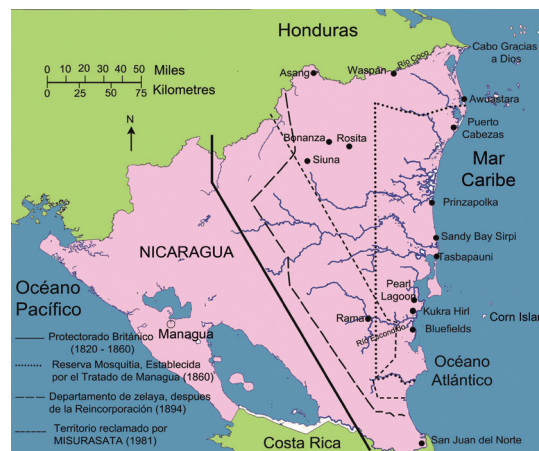 Honduras
0 10 20 30 40 50 Miles
Kilometres
0 25 50 75
N
Asang
Waspán
Río Coco
Cabo Gracias
a Dios
Awastara
Puerto
Cabezas
Bonanza
Rosita
Siuna
Mar
Caribe
Prinzapolka
NICARAGUA
Sandy Bay Sirpi
Tasbapauni
Océano
Pacífico
Pearl
Lagoon
Kukra Hirl
Corn Islan
Rama
Río Escondido
Bluefields
Managua
Océano
Atlántico
Protectorado Británico
(1820 - 1860)
Reserva Mosquitia, Establecida
por el Tratado de Managua
(1860)
Departamento de zelaya, despues
de la Reincorporación (1894)
Territorio reclamado por
MISURASATA (1981)
Costa Rica
San Juan del Norte